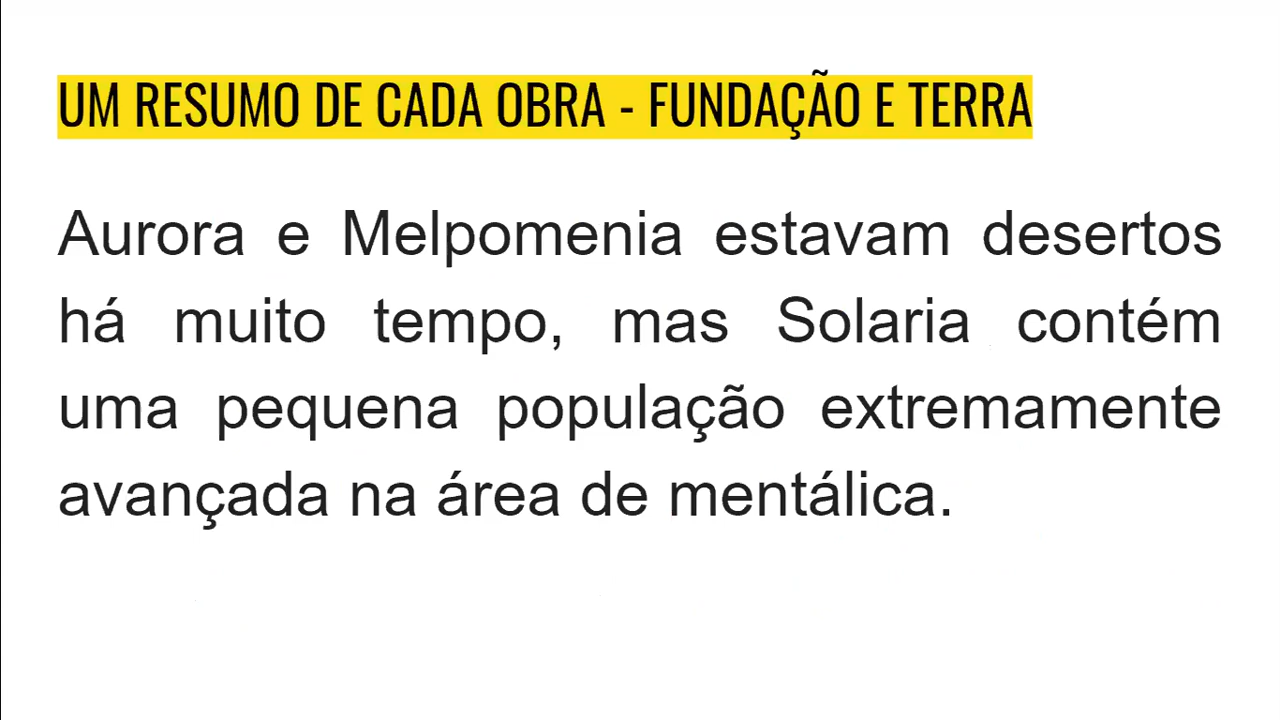 UM RESUMO DE CADA OBRA - FUNDAÇÃO E TERRA
Aurora e Melpomenia estavam desertos
há muito tempo, mas Solaria contém
uma pequena população extremamente
avançada na área de mentálica.